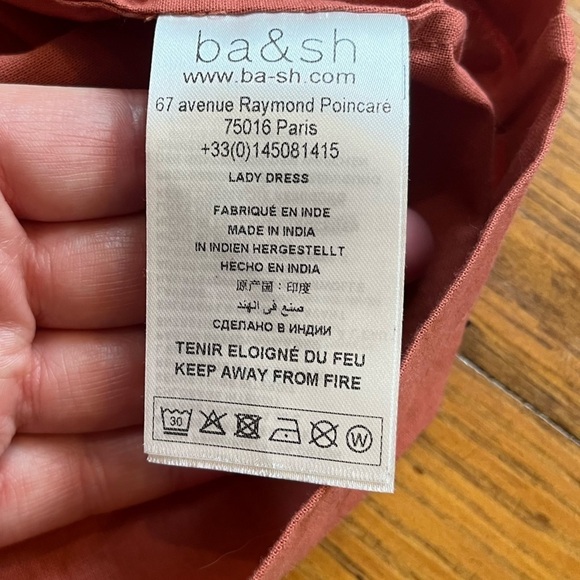 ba&sh
www.ba-sh.com
67 avenue Raymond Poincaré
75016 Paris
+33(0)145081415
LADY DRESS
FABRIQUÉ EN INDE
MADE IN INDIA
IN INDIEN HERGESTELLT
HECHO EN INDIA
原产国：印度
صنع في الهند
СДЕЛАНО В ИНДИИ
TENIR ELOIGNÉ DU FEU
KEEP AWAY FROM FIRE
30 W